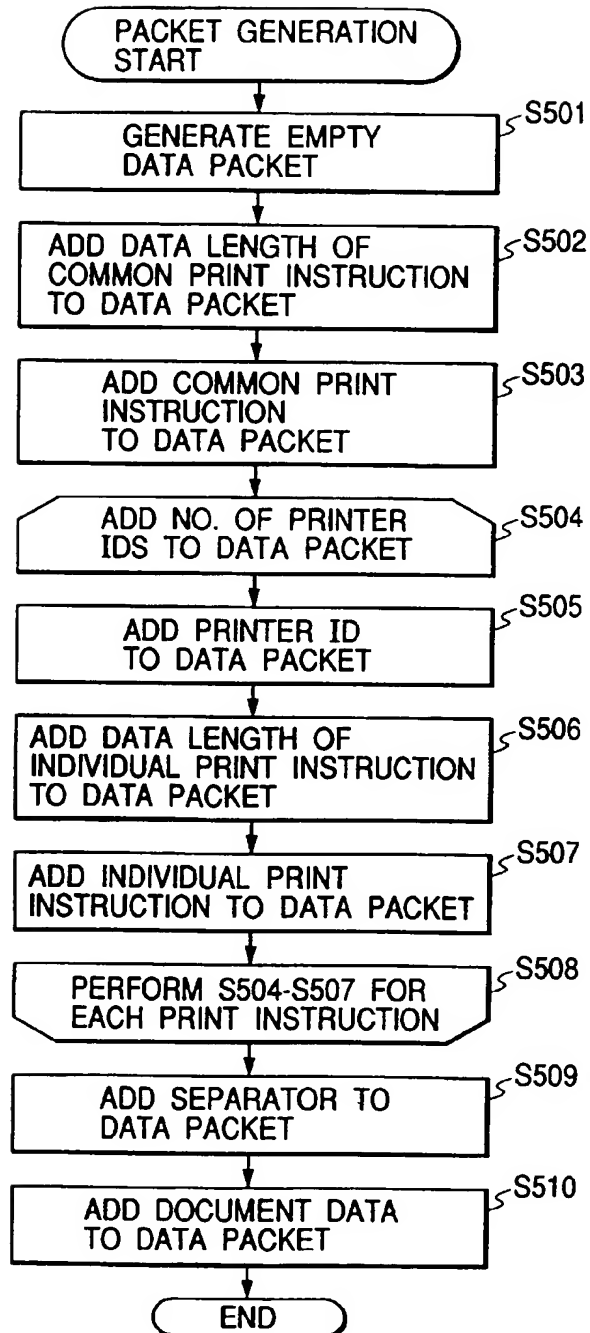 PACKET GENERATION
START
S501
GENERATE EMPTY
DATA PACKET
S502
ADD DATA LENGTH OF
COMMON PRINT INSTRUCTION
TO DATA PACKET
S503
ADD COMMON PRINT
INSTRUCTION
TO DATA PACKET
S504
ADD NO. OF PRINTER
IDS TO DATA PACKET
S505
ADD PRINTER ID
TO DATA PACKET
S506
ADD DATA LENGTH OF
INDIVIDUAL PRINT INSTRUCTION
TO DATA PACKET
S507
ADD INDIVIDUAL PRINT
INSTRUCTION TO DATA PACKET
S508
PERFORM S504-S507 FOR
EACH PRINT INSTRUCTION
S509
ADD SEPARATOR TO
DATA PACKET
S510
ADD DOCUMENT DATA
TO DATA PACKET
END